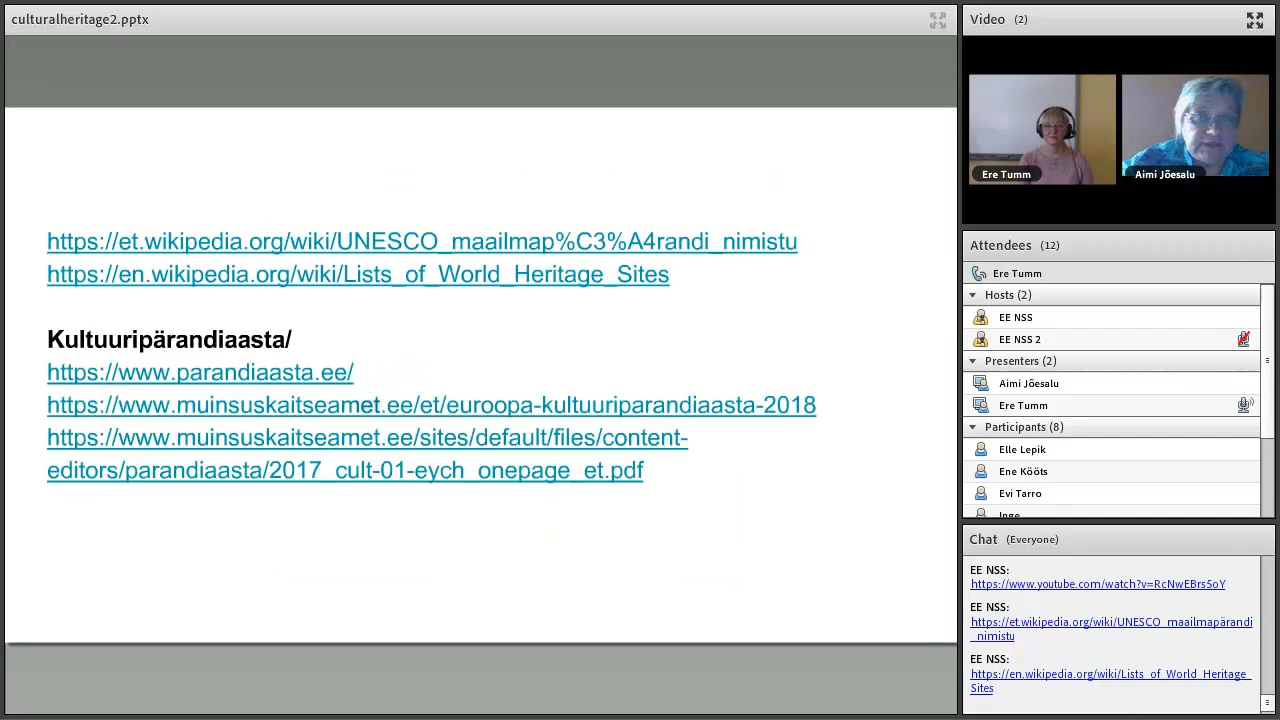 culturalheritage2.pptx
https://et.wikipedia.org/wiki/UNESCO_maailmap%C3%A4randi_nimistu
https://en.wikipedia.org/wiki/Lists_of_World_Heritage_Sites
Kultuuripärandiaasta/
https://www.parandiaasta.ee/
https://www.muinsuskaitseamet.ee/et/euroopa-kultuuriparandiaasta-2018
https://www.muinsuskaitseamet.ee/sites/default/files/content-
editors/parandiaasta/2017_cult-01-eych_onepage_et.pdf
Video (2)
Ere Tumm
Aimi Jõesalu
Attendees (12)
Ere Tumm
Hosts (2)
EE NSS
EE NSS 2
Presenters (2)
Aimi Jõesalu
Ere Tumm
Participants (8)
Elle Lepik
Ene Kööts
Evi Tarro
Inge
Chat (Everyone)
EE NSS:
https://www.youtube.com/watch?v=RcNwEBrs5oY
EE NSS:
https://et.wikipedia.org/wiki/UNESCO_maailmapärandi
_nimistu
EE NSS:
https://en.wikipedia.org/wiki/Lists_of_World_Heritage_
Sites